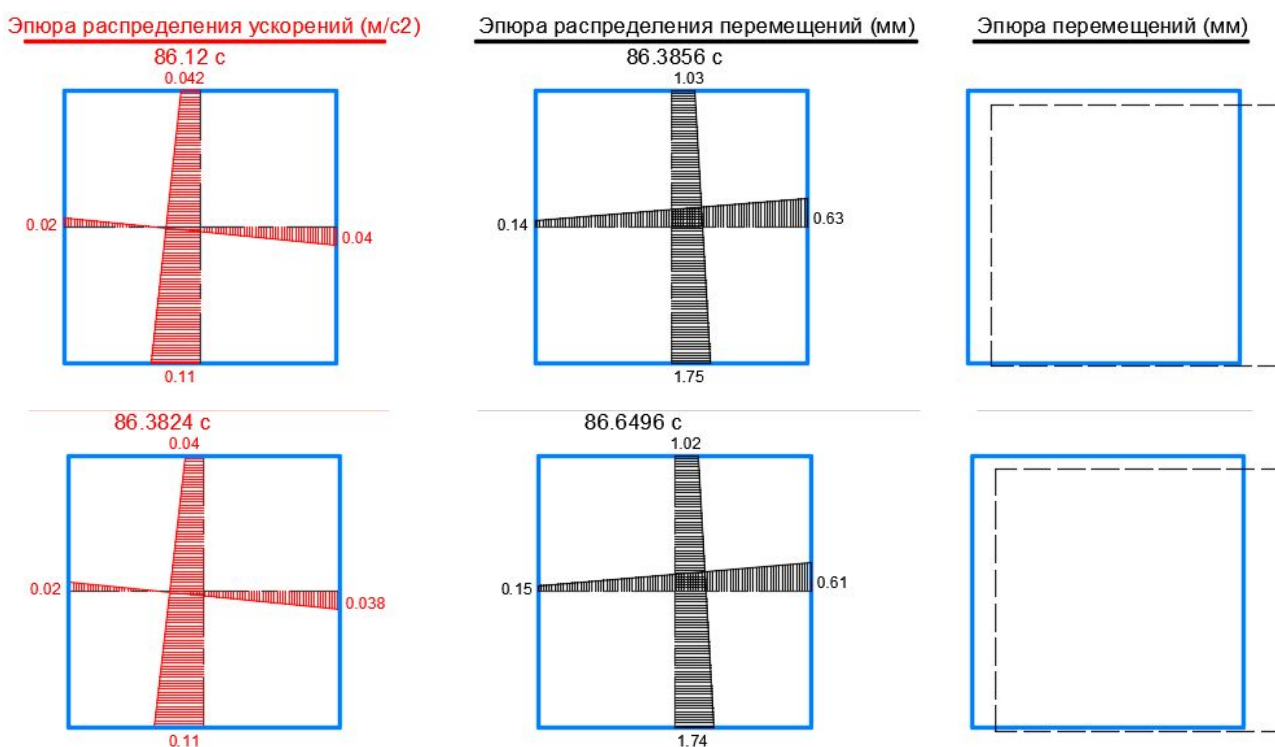 Эпюра распределения ускорений (м/с2)
Эпюра распределения перемещений (мм)
Эпюра перемещений (мм)
86.12 с
86.3856 с
0.042
1.03
0.02
0.04
0.14
0.63
0.11
1.75
86.3824 с
86.6496 с
0.04
1.02
0.02
0.038
0.15
0.61
0.11
1.74